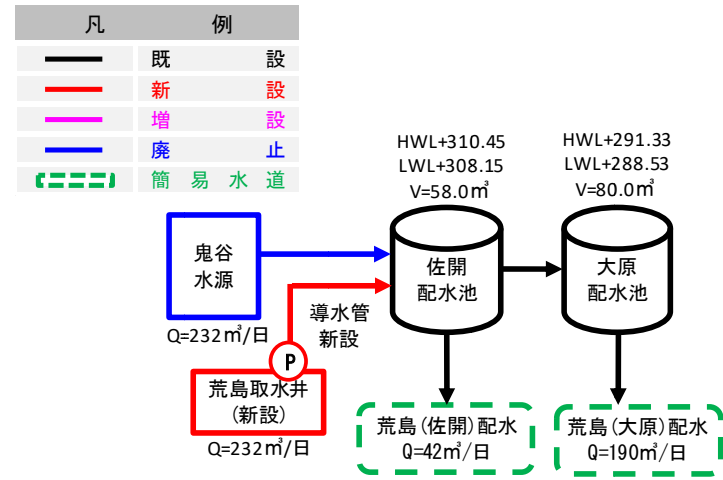 凡 例
既 設
新 設
増 設
廃 止
簡 易 水 道
HWL+310.45
LWL+308.15
V=58.0㎥
HWL+291.33
LWL+288.53
V=80.0㎥
鬼谷
水源
Q=232㎥/日
導水管
新設
P
荒島取水井
(新設)
Q=232㎥/日
佐開
配水池
大原
配水池
荒島(佐開)配水
Q=42㎥/日
荒島(大原)配水
Q=190㎥/日